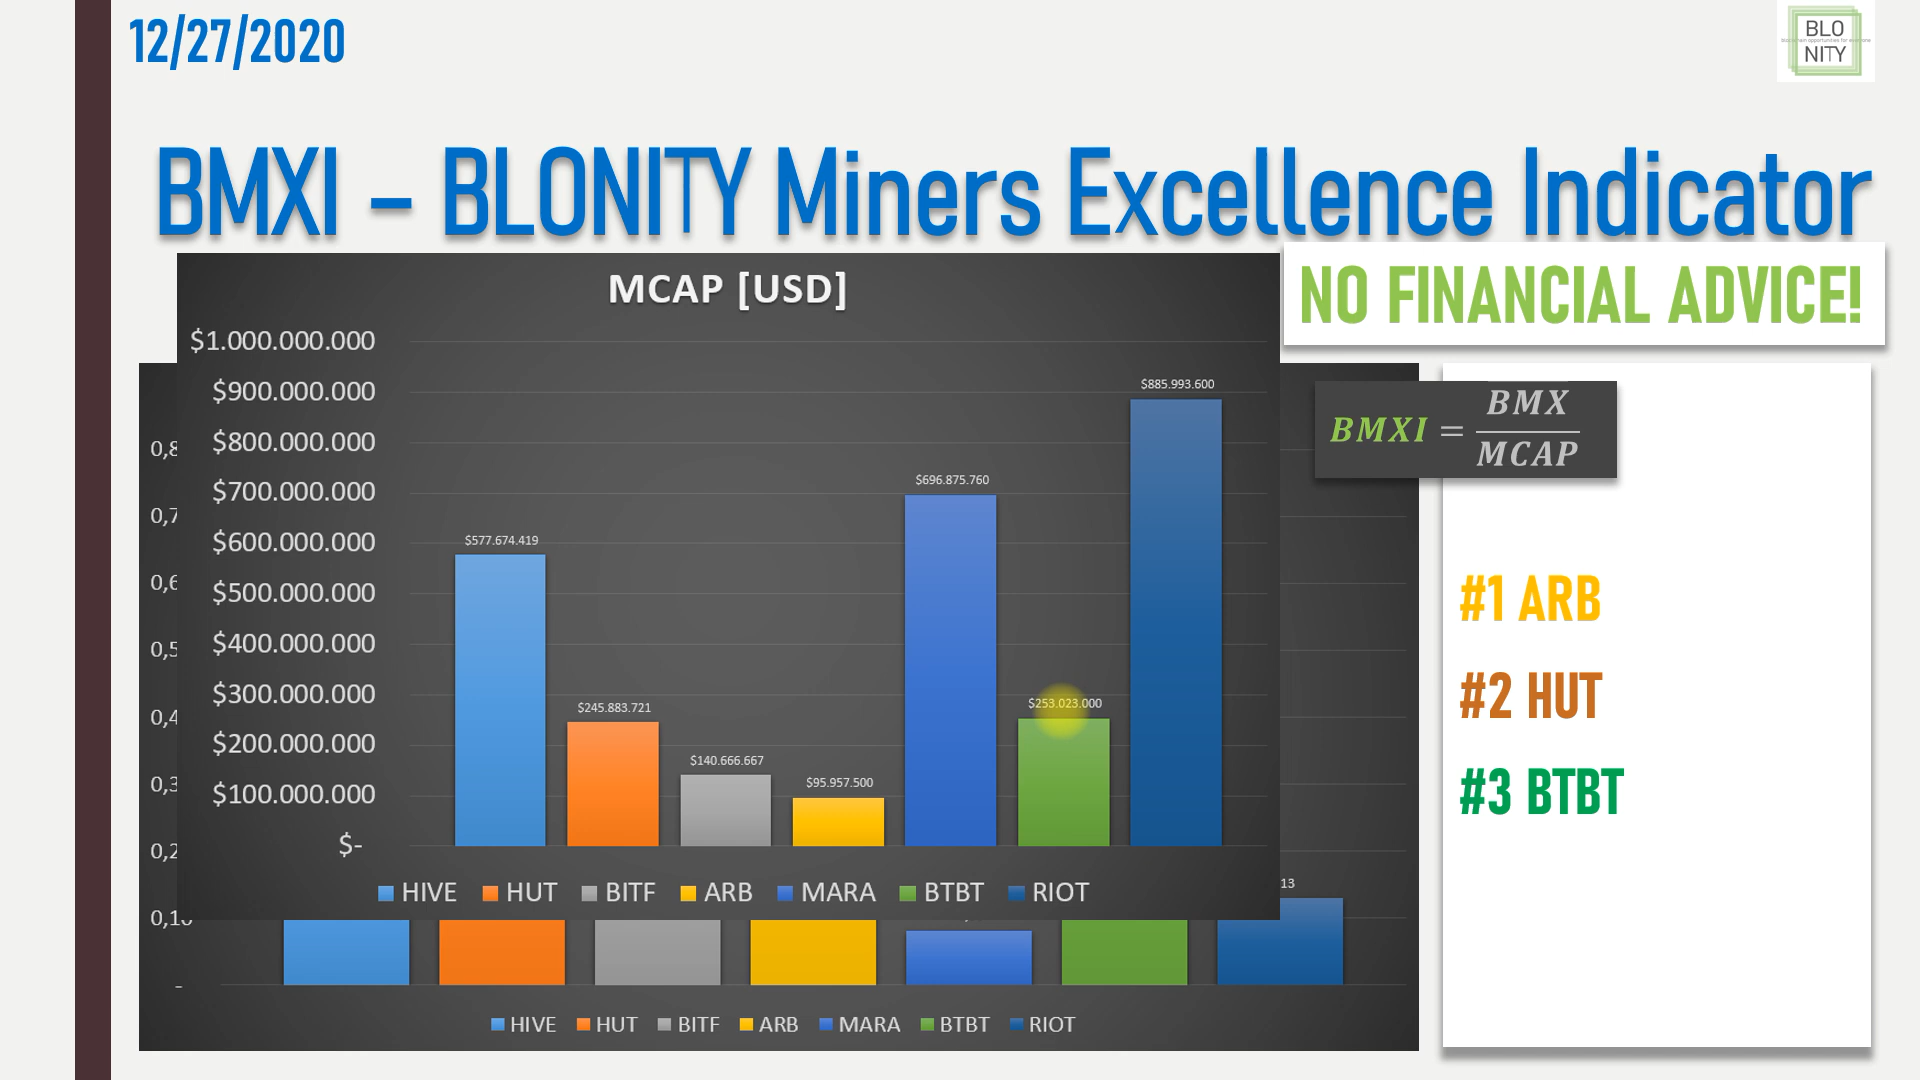 12/27/2020
BLO
NITY
BMXI – BLONITY Miners Excellence Indicator
NO FINANCIAL ADVICE!
MCAP [USD]
$1.000.000.000
$900.000.000
$800.000.000
$700.000.000
$600.000.000
$500.000.000
$400.000.000
$300.000.000
$200.000.000
$100.000.000
$-
$577.674.419
$245.883.721
$140.666.667
$95.957.500
$696.875.760
$253.023.000
$885.993.600
HIVE HUT BITF ARB MARA BTBT RIOT
BMXI = BMX
MCAP
#1 ARB
#2 HUT
#3 BTBT
0,8
0,7
0,6
0,5
0,4
0,3
0,2
-
13
HIVE HUT BITF ARB MARA BTBT RIOT